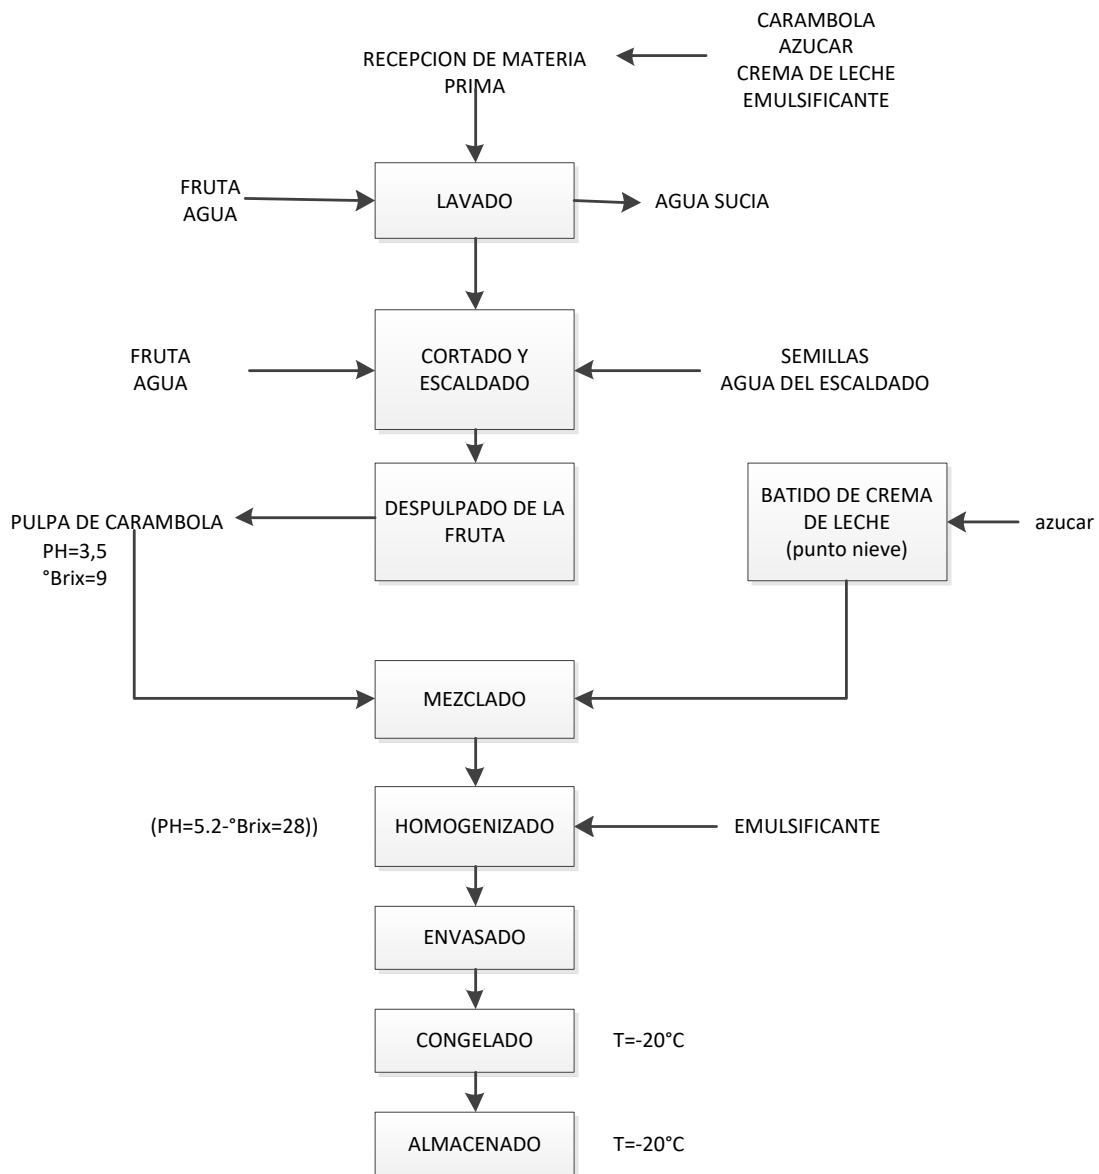 CARAMBOLA
AZUCAR
CREMA DE LECHE
EMULSIFICANTE
RECEPCION DE MATERIA
PRIMA
FRUTA
AGUA
LAVADO
AGUA SUCIA
FRUTA
AGUA
CORTADO Y
ESCALDADO
SEMILLAS
AGUA DEL ESCALDADO
PULPA DE CARAMBOLA
PH=3,5
°Brix=9
DESPULPADO DE LA
FRUTA
BATIDO DE CREMA
DE LECHE
(punto nieve)
azucar
MEZCLADO
(PH=5.2-°Brix=28))
HOMOGENIZADO
EMULSIFICANTE
ENVASADO
CONGELADO
T=-20°C
ALMACENADO
T=-20°C